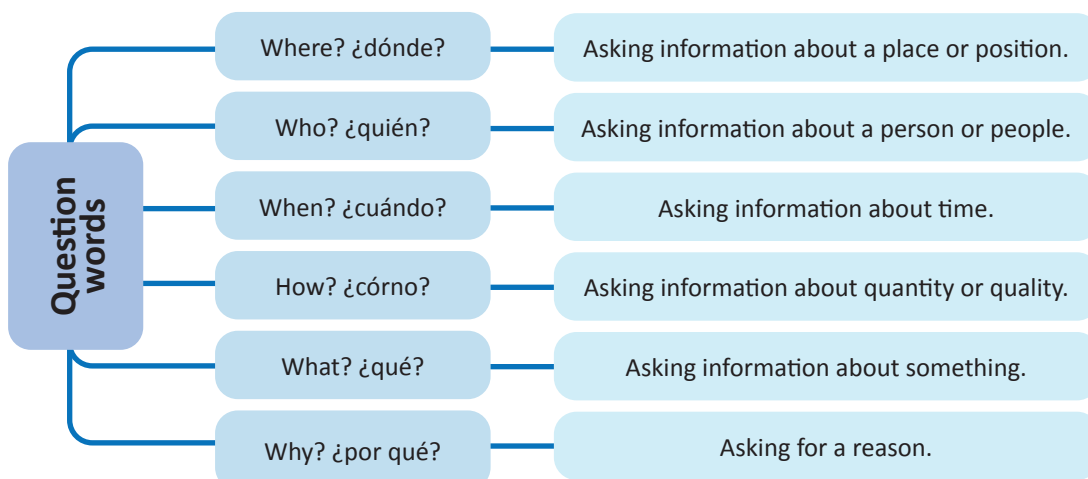 Question
words
Where? ¿dónde?
Asking information about a place or position.
Who? ¿quién?
Asking information about a person or people.
When? ¿cuándo?
Asking information about time.
How? ¿córno?
Asking information about quantity or quality.
What? ¿qué?
Asking information about something.
Why? ¿por qué?
Asking for a reason.